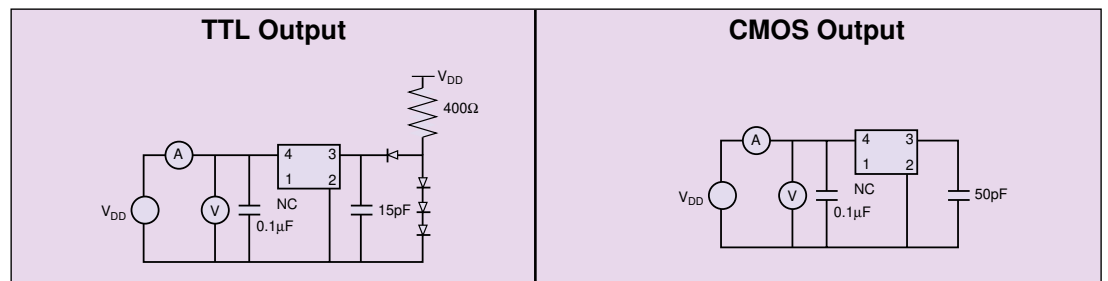 TTL Output
V_DD
400Ω
A
4 3
1 2
NC
V_DD
V
0.1µF
15pF
CMOS Output
A
4 3
1 2
NC
V_DD
V
0.1µF
50pF